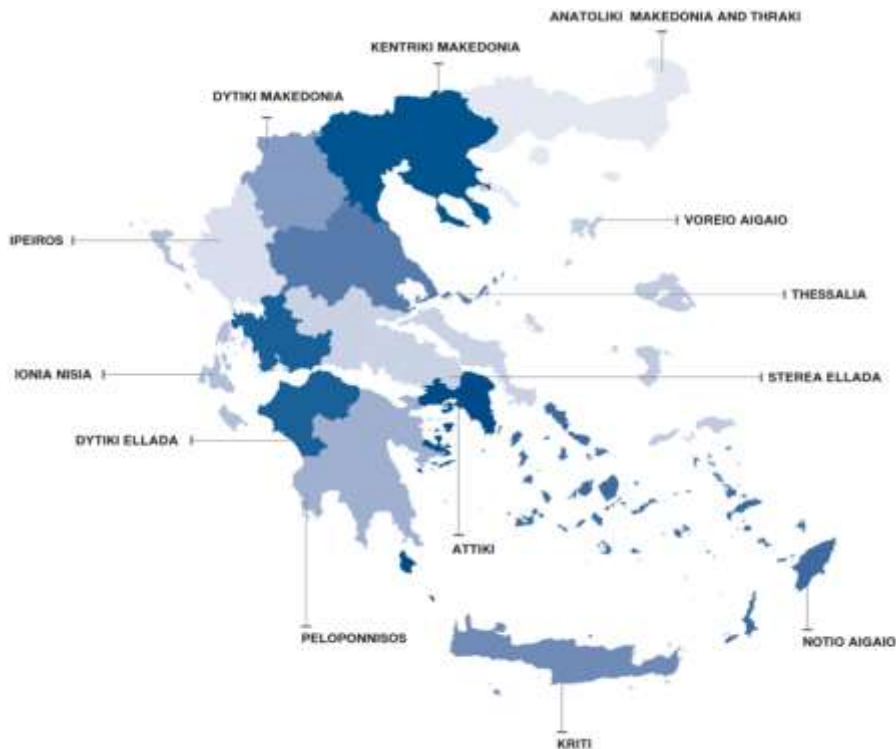 ANATOLIKI MAKEDONIA AND THRAKI
KENTRIKI MAKEDONIA
DYTIKI MAKEDONIA
VOREIO AIGAIO
IPEIROS
THESSALIA
IONIA NISIA
STEREA ELLADA
DYTIKI ELLADA
ATTIKI
PELOPONNISOS
NOTIO AIGAIO
KRITI